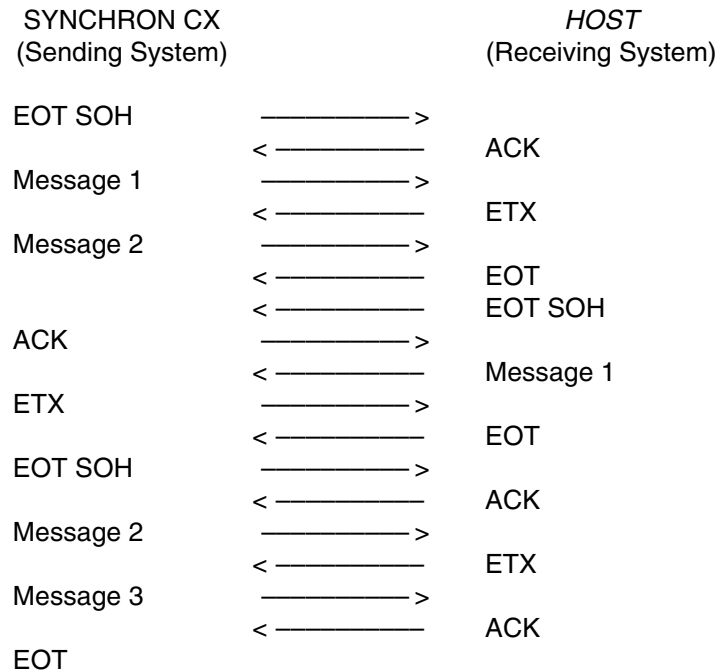 SYNCHRON CX HOST
(Sending System) (Receiving System)
EOT SOH ————————— >
< ————————— ACK
Message 1 ————————— >
< ————————— ETX
Message 2 ————————— >
< ————————— EOT
< ————————— EOT SOH
ACK ————————— >
< ————————— Message 1
ETX ————————— >
< ————————— EOT
EOT SOH ————————— >
< ————————— ACK
Message 2 ————————— >
< ————————— ETX
Message 3 ————————— >
< ————————— ACK
EOT